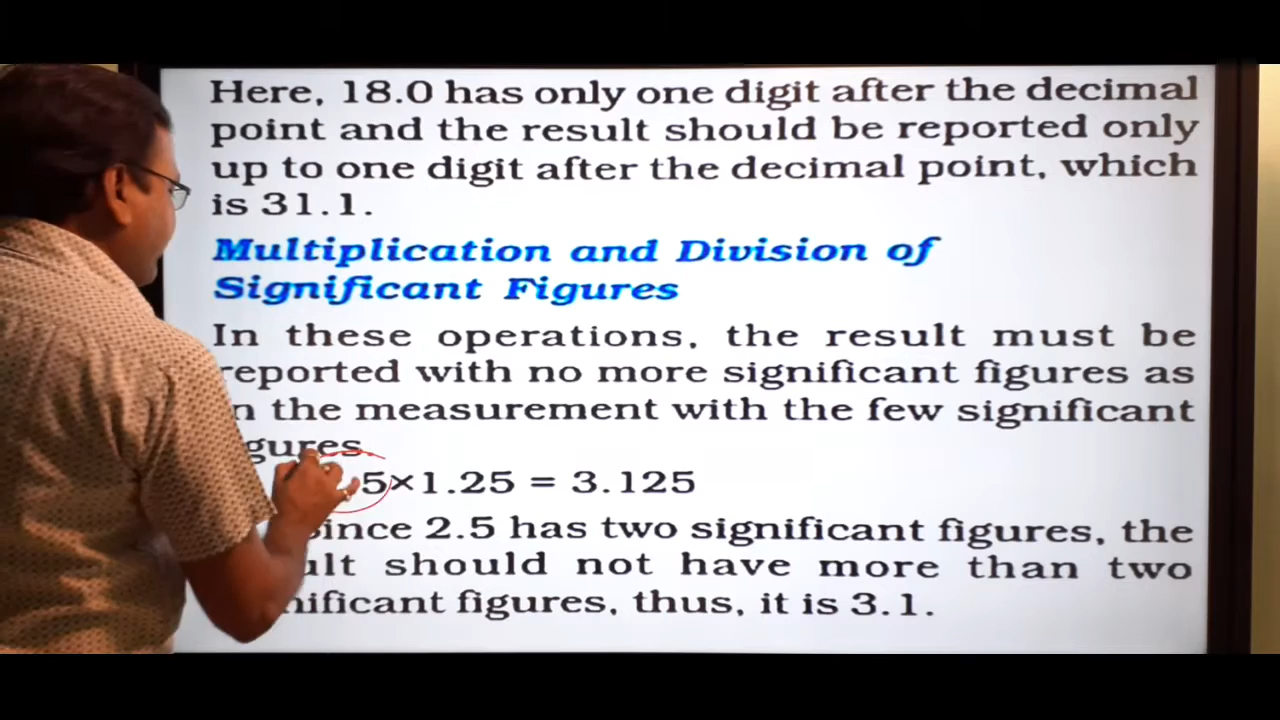 Here, 18.0 has only one digit after the decimal
point and the result should be reported only
up to one digit after the decimal point, which
is 31.1.
Multiplication and Division of
Significant Figures
In these operations, the result must be
reported with no more significant figures as
in the measurement with the few significant
figures.
5×1.25 = 3.125
Since 2.5 has two significant figures, the
should not have more than two
figures, thus, it is 3.1.